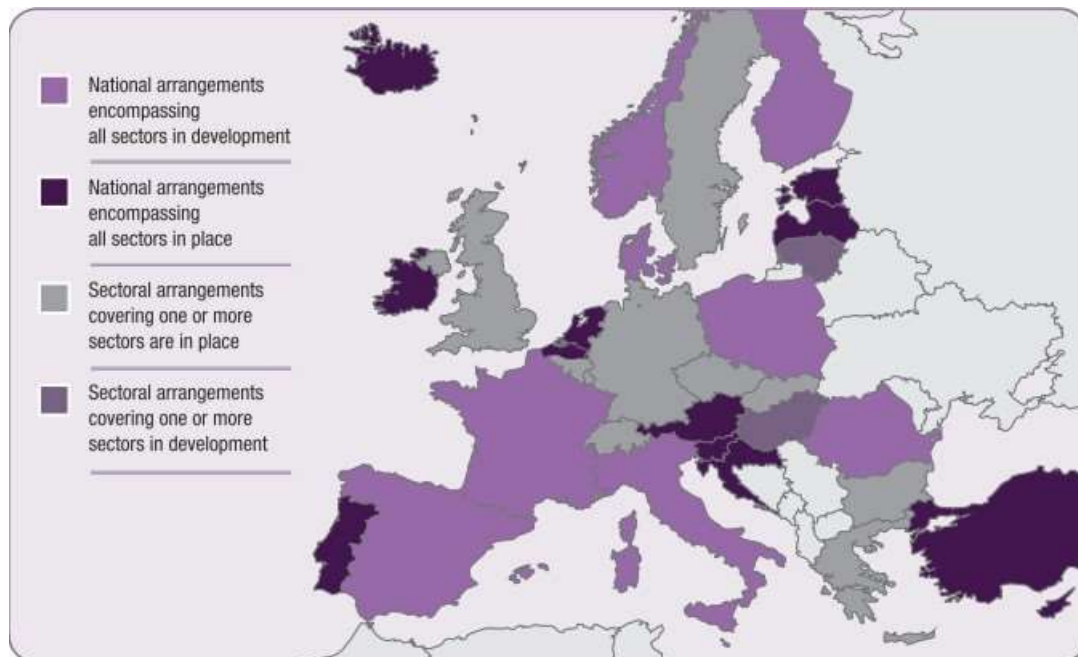 National arrangements
encompassing
all sectors in development
National arrangements
encompassing
all sectors in place
Sectoral arrangements
covering one or more
sectors are in place
Sectoral arrangements
covering one or more
sectors in development